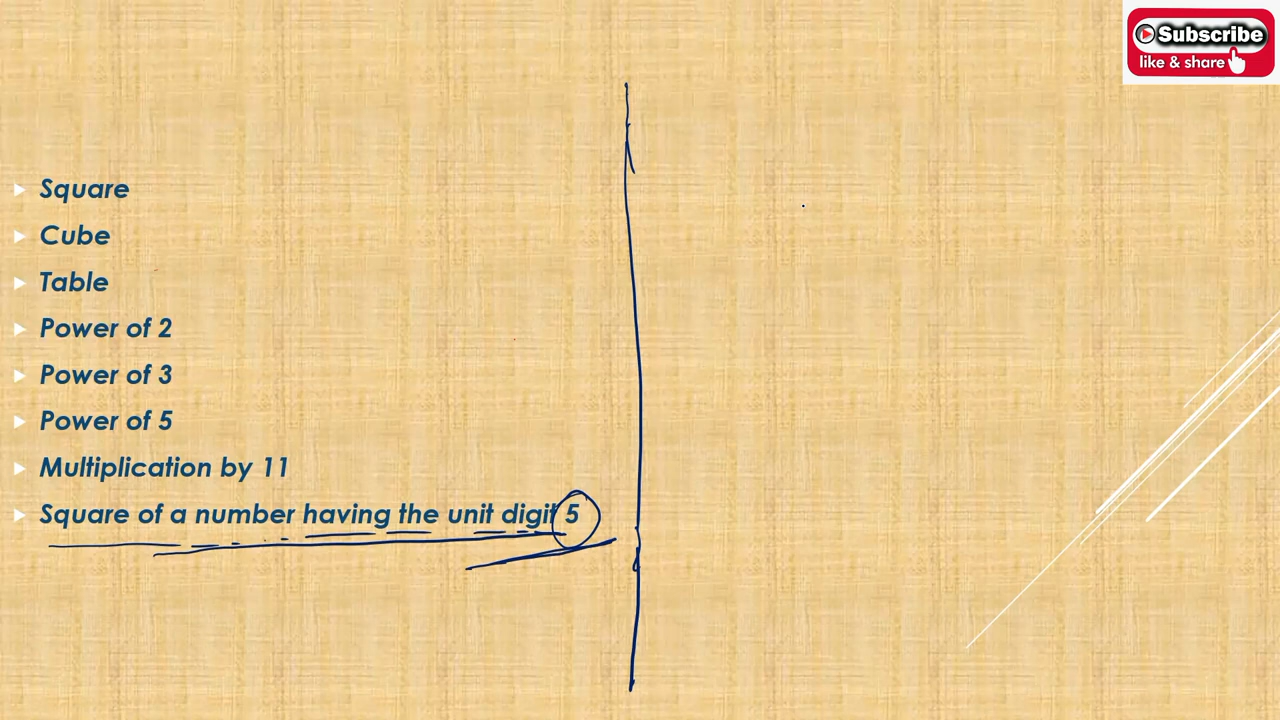 Subscribe
like & share
Square
Cube
Table
Power of 2
Power of 3
Power of 5
Multiplication by 11
Square of a number having the unit digit 5